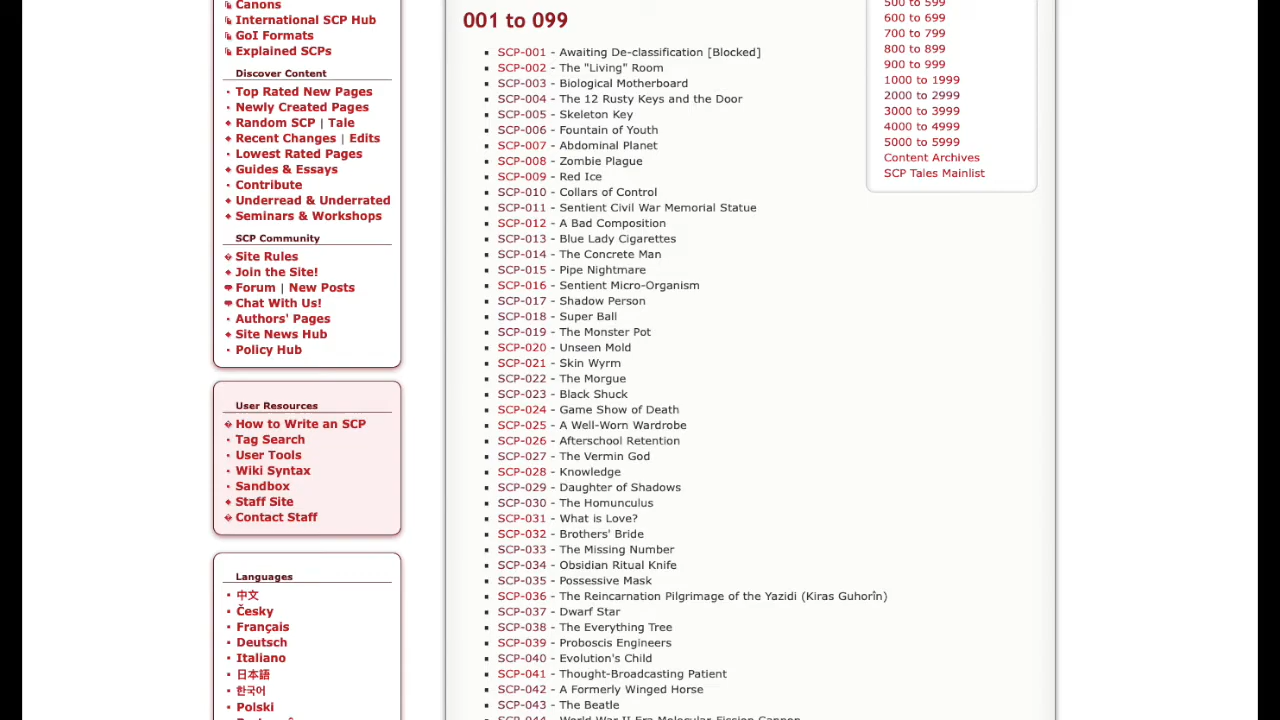 Canons
International SCP Hub
GoI Formats
Explained SCPs
Discover Content
Top Rated New Pages
Newly Created Pages
Random SCP | Tale
Recent Changes | Edits
Lowest Rated Pages
Guides & Essays
Contribute
Underread & Underrated
Seminars & Workshops
SCP Community
Site Rules
Join the Site!
Forum | New Posts
Chat With Us!
Authors' Pages
Site News Hub
Policy Hub
User Resources
How to Write an SCP
Tag Search
User Tools
Wiki Syntax
Sandbox
Staff Site
Contact Staff
Languages
中文
Česky
Français
Deutsch
Italiano
日本語
한국어
Polski
001 to 099
SCP-001 - Awaiting De-classification [Blocked]
SCP-002 - The "Living" Room
SCP-003 - Biological Motherboard
SCP-004 - The 12 Rusty Keys and the Door
SCP-005 - Skeleton Key
SCP-006 - Fountain of Youth
SCP-007 - Abdominal Planet
SCP-008 - Zombie Plague
SCP-009 - Red Ice
SCP-010 - Collars of Control
SCP-011 - Sentient Civil War Memorial Statue
SCP-012 - A Bad Composition
SCP-013 - Blue Lady Cigarettes
SCP-014 - The Concrete Man
SCP-015 - Pipe Nightmare
SCP-016 - Sentient Micro-Organism
SCP-017 - Shadow Person
SCP-018 - Super Ball
SCP-019 - The Monster Pot
SCP-020 - Unseen Mold
SCP-021 - Skin Wyrm
SCP-022 - The Morgue
SCP-023 - Black Shuck
SCP-024 - Game Show of Death
SCP-025 - A Well-Worn Wardrobe
SCP-026 - Afterschool Retention
SCP-027 - The Vermin God
SCP-028 - Knowledge
SCP-029 - Daughter of Shadows
SCP-030 - The Homunculus
SCP-031 - What is Love?
SCP-032 - Brothers' Bride
SCP-033 - The Missing Number
SCP-034 - Obsidian Ritual Knife
SCP-035 - Possessive Mask
SCP-036 - The Reincarnation Pilgrimage of the Yazidi (Kiras Guhorîn)
SCP-037 - Dwarf Star
SCP-038 - The Everything Tree
SCP-039 - Proboscis Engineers
SCP-040 - Evolution's Child
SCP-041 - Thought-Broadcasting Patient
SCP-042 - A Formerly Winged Horse
SCP-043 - The Beatle
SCP-044 - World War II Era Molecular-Fission Cannon
500 to 599
600 to 699
700 to 799
800 to 899
900 to 999
1000 to 1999
2000 to 2999
3000 to 3999
4000 to 4999
5000 to 5999
Content Archives
SCP Tales Mainlist